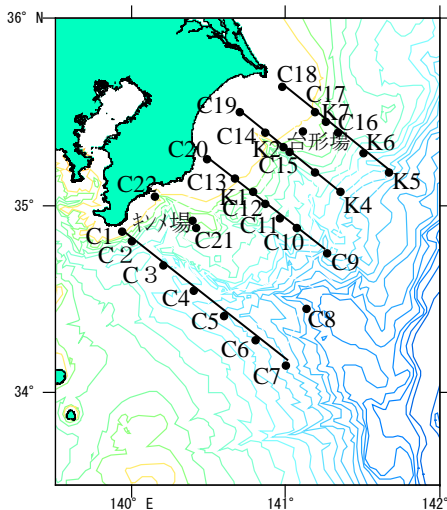 36° N
C18
C17
C19
K7
C14
C16
K2
台形場
K6
C20
C15
C13
K5
C22
K1
K4
C12
35°
ｷﾝﾒ場
C11
C1
C21
C10
C２
C9
C３
C4
C8
C5
C6
C7
34°
140° E
141°
142°